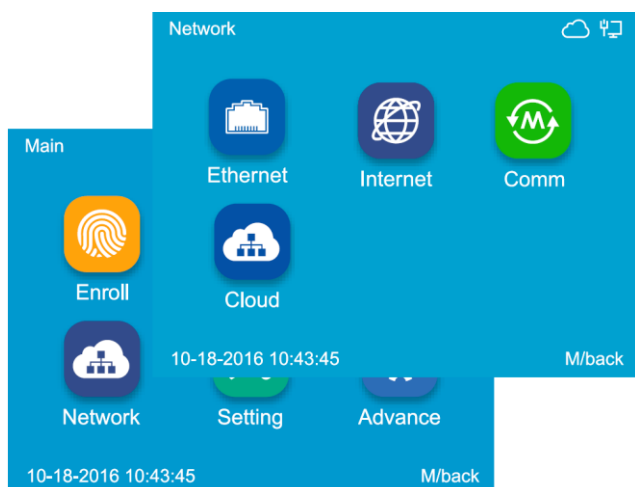 Network
Ethernet Internet Comm
Cloud
10-18-2016 10:43:45 M/back
Main
Enroll
Network Setting Advance
10-18-2016 10:43:45 M/back